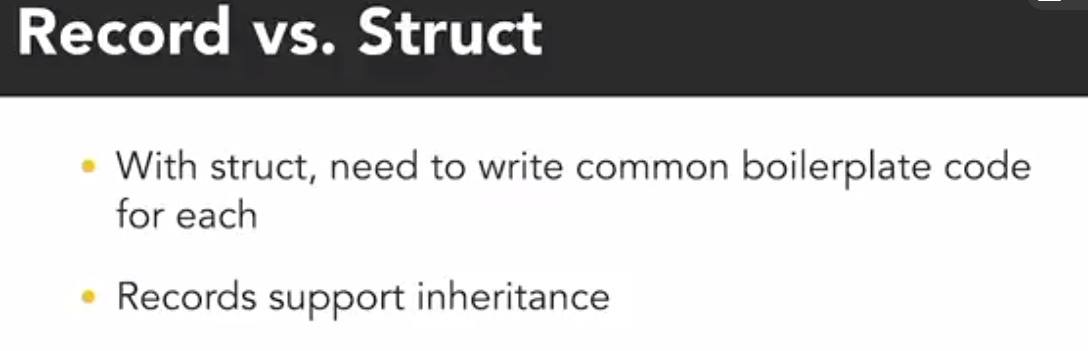 Record vs. Struct
• With struct, need to write common boilerplate code
for each
• Records support inheritance